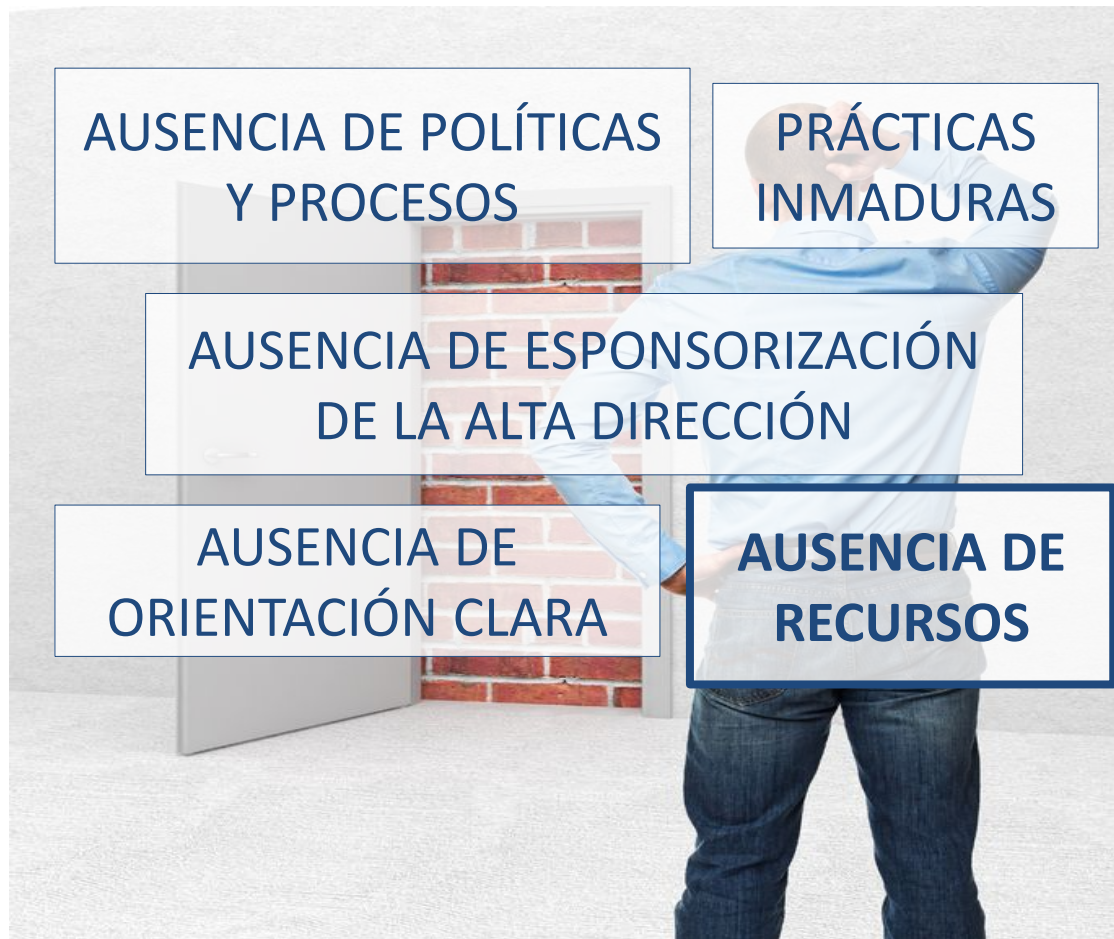 AUSENCIA DE POLÍTICAS
Y PROCESOS
PRÁCTICAS
INMADURAS
AUSENCIA DE ESPONSORIZACIÓN
DE LA ALTA DIRECCIÓN
AUSENCIA DE
ORIENTACIÓN CLARA
AUSENCIA DE
RECURSOS